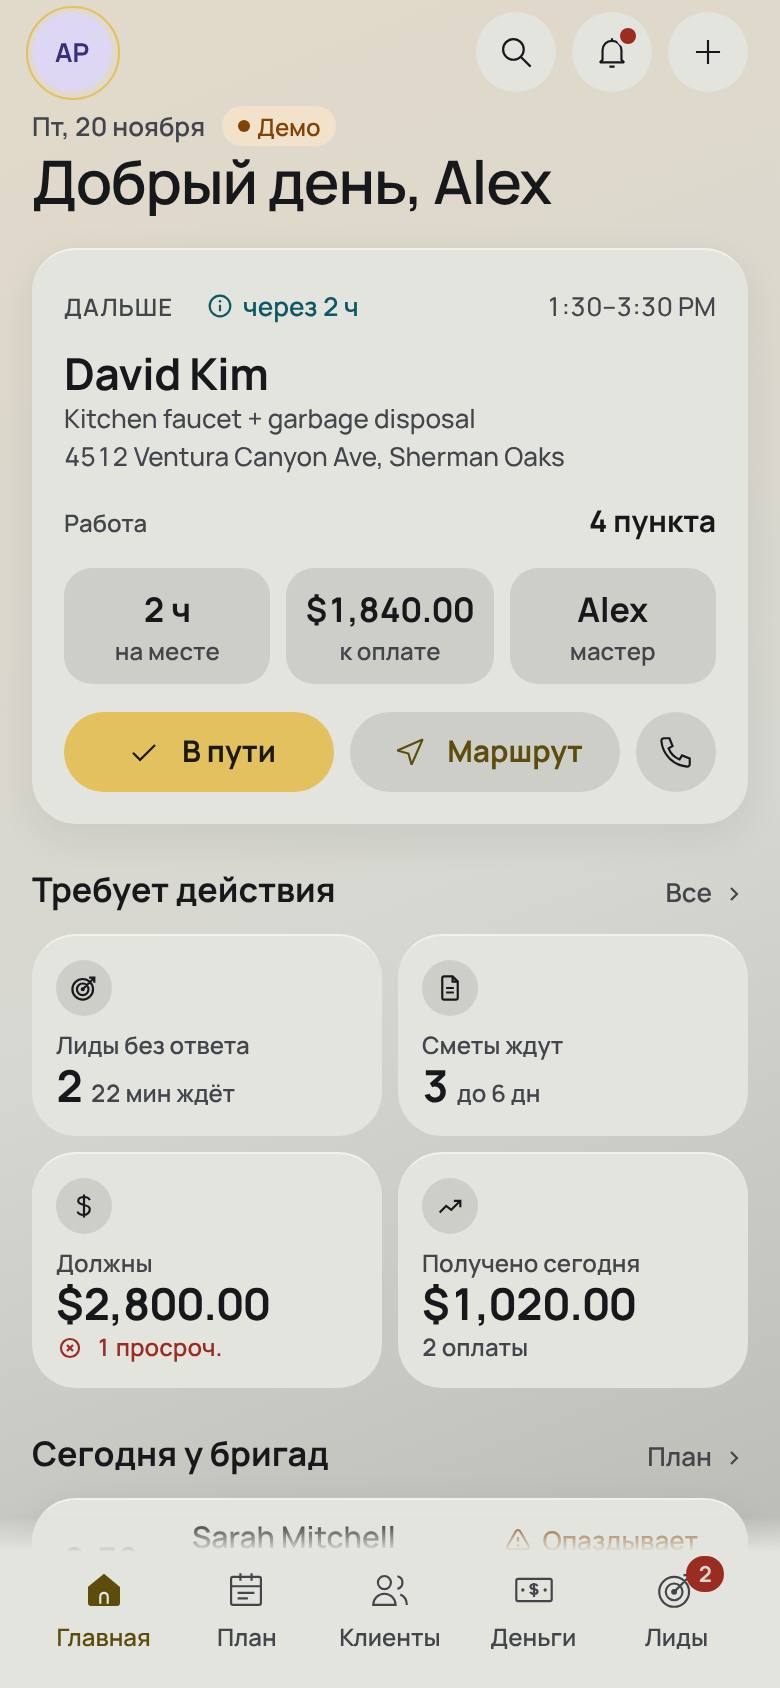 AP
Пт, 20 ноября Демо
Добрый день, Alex
ДАЛЬШЕ через 2 ч 1:30–3:30 PM
David Kim
Kitchen faucet + garbage disposal
4512 Ventura Canyon Ave, Sherman Oaks
Работа 4 пункта
2 ч $1,840.00 Alex
на месте к оплате мастер
В пути Маршрут
Требует действия Все
Лиды без ответа
2 22 мин ждёт
Сметы ждут
3 до 6 дн
$
Должны
$2,800.00
1 просроч.
Получено сегодня
$1,020.00
2 оплаты
Сегодня у бригад План
Sarah Mitchell Опаздывает
2
Главная План Клиенты Деньги Лиды